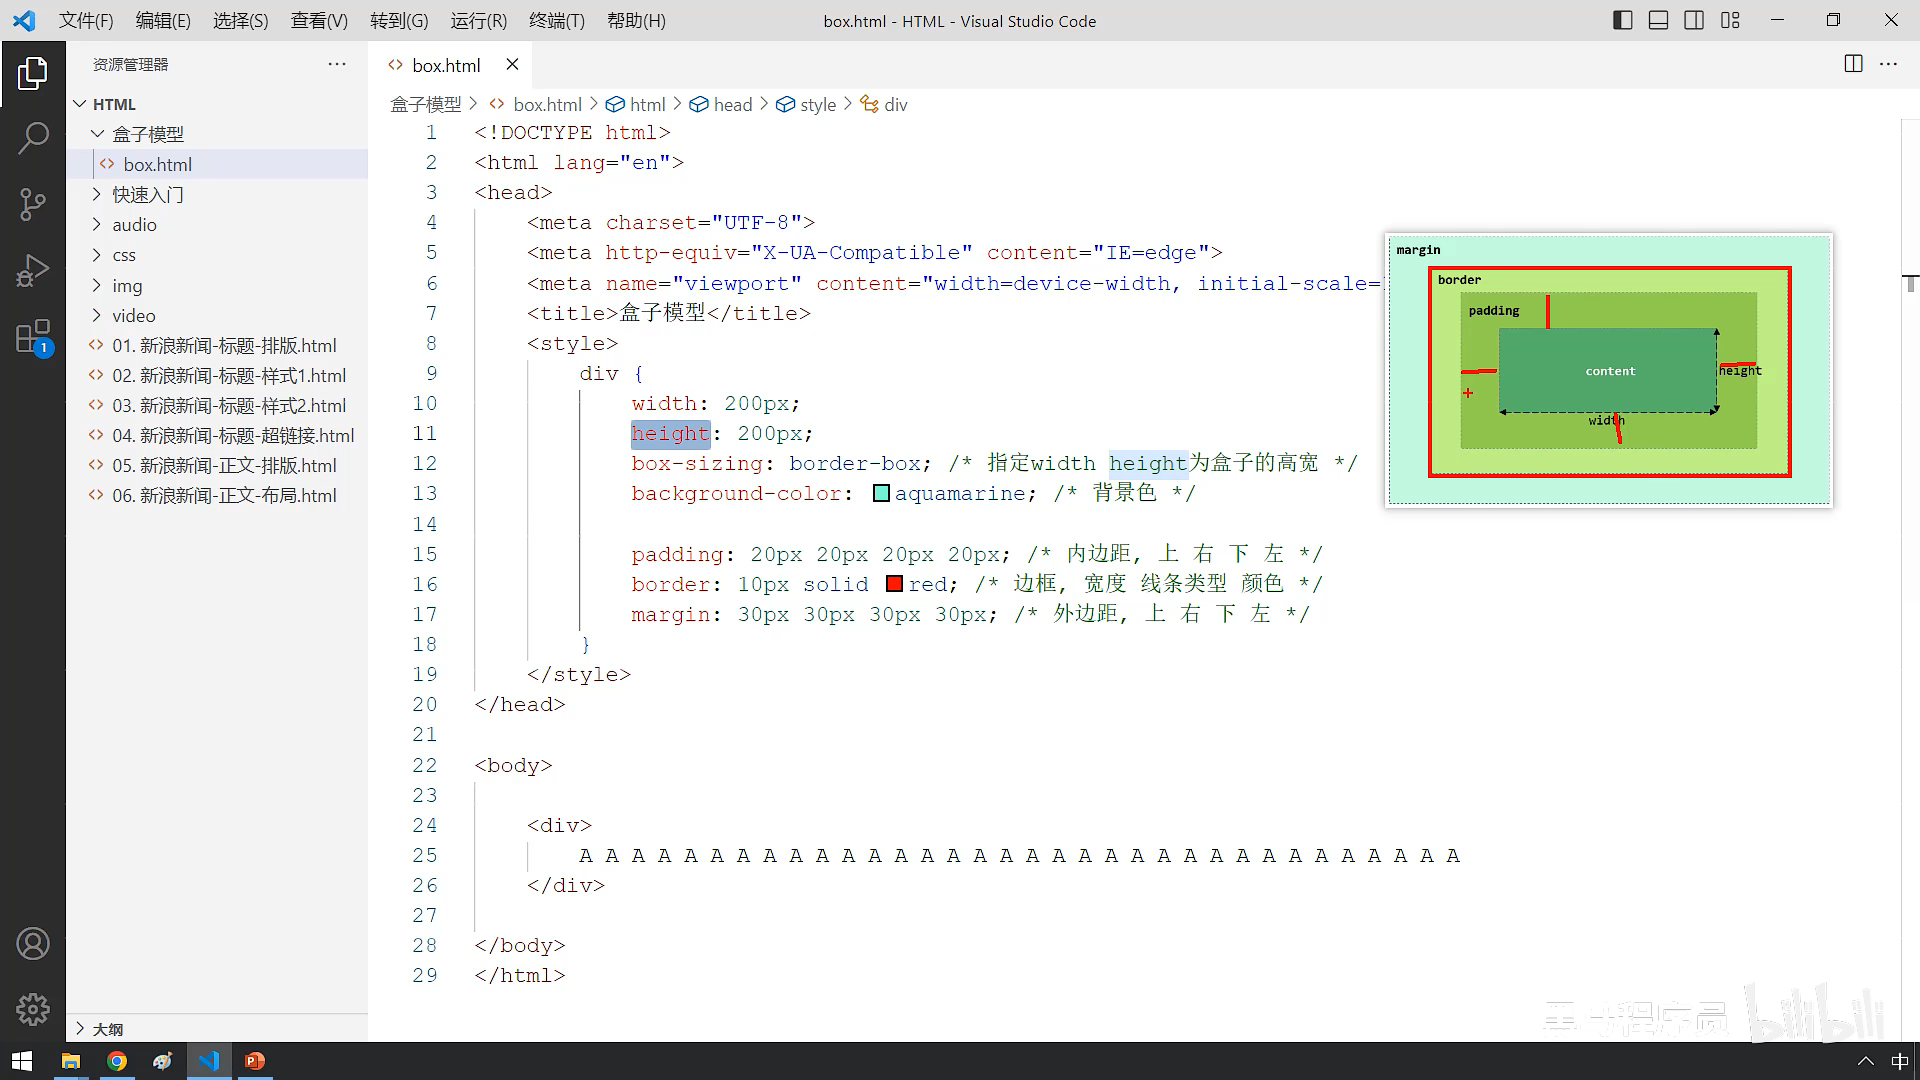 文件(F) 编辑(E) 选择(S) 查看(V) 转到(G) 运行(R) 终端(T) 帮助(H) box.html - HTML - Visual Studio Code
资源管理器
HTML
盒子模型
box.html
快速入门
audio
css
img
video
01. 新浪新闻-标题-排版.html
02. 新浪新闻-标题-样式1.html
03. 新浪新闻-标题-样式2.html
04. 新浪新闻-标题-超链接.html
05. 新浪新闻-正文-排版.html
06. 新浪新闻-正文-布局.html
大纲
1
box.html
盒子模型 > box.html > html > head > style > div
1 <!DOCTYPE html>
2 <html lang="en">
3 <head>
4 <meta charset="UTF-8">
5 <meta http-equiv="X-UA-Compatible" content="IE=edge">
6 <meta name="viewport" content="width=device-width, initial-scale=
7 <title>盒子模型</title>
8 <style>
9 div {
10 width: 200px;
11 height: 200px;
12 box-sizing: border-box; /* 指定width height为盒子的高宽 */
13 background-color: aquamarine; /* 背景色 */
14
15 padding: 20px 20px 20px 20px; /* 内边距, 上 右 下 左 */
16 border: 10px solid red; /* 边框, 宽度 线条类型 颜色 */
17 margin: 30px 30px 30px 30px; /* 外边距, 上 右 下 左 */
18 }
19 </style>
20 </head>
21
22 <body>
23
24 <div>
25 A A A A A A A A A A A A A A A A A A A A A A A A A A A A A A A A A A
26 </div>
27
28 </body>
29 </html>
margin
border
padding
content
height
width
bilibili
中